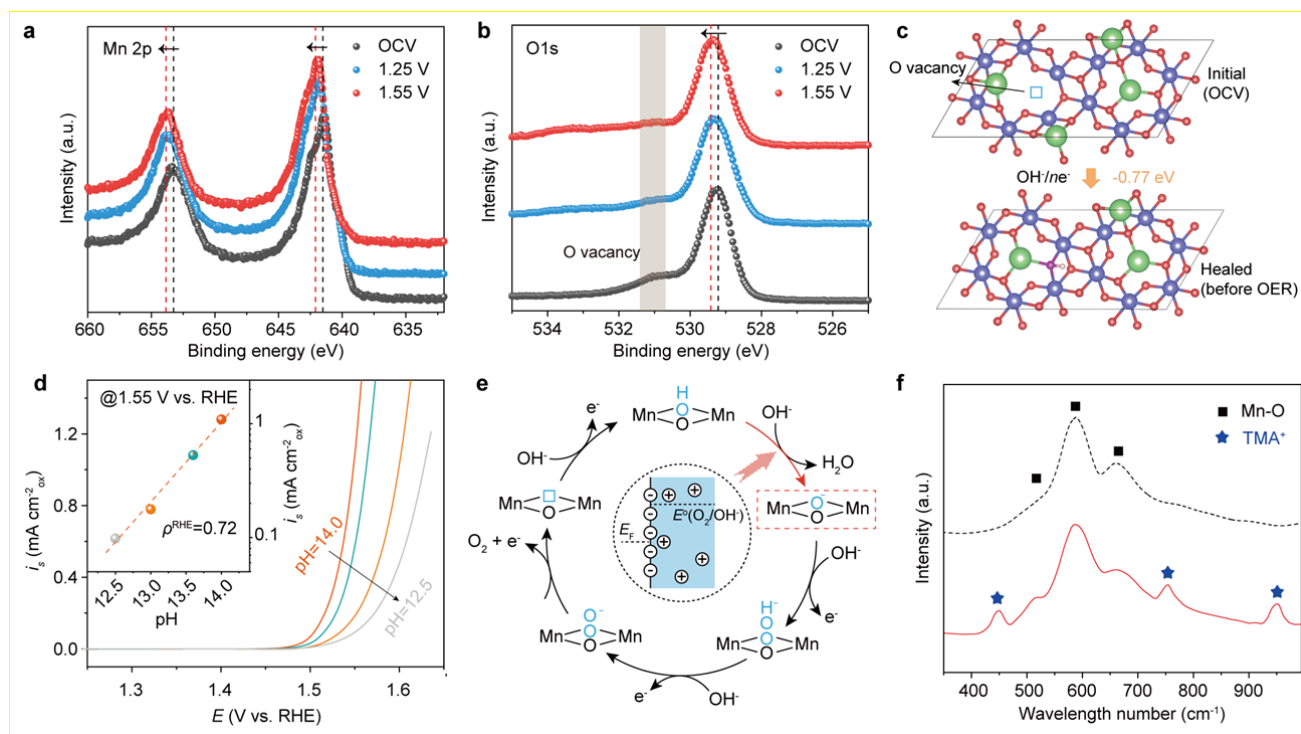 a
Mn 2p
OCV
1.25 V
1.55 V
Intensity (a.u.)
660 655 650 645 640 635
Binding energy (eV)
b
O1s
OCV
1.25 V
1.55 V
O vacancy
Intensity (a.u.)
534 532 530 528 526
Binding energy (eV)
c
O vacancy
Initial
(OCV)
OH⁻/ne⁻
-0.77 eV
Healed
(before OER)
d
@1.55 V vs. RHE
iₛ (mA cm⁻²ₒₓ)
1
0.1
ρᴿᴴᴱ=0.72
12.5 13.0 13.5 14.0
pH
pH=14.0
pH=12.5
iₛ (mA cm⁻²ₒₓ)
1.2
0.8
0.4
0.0
1.3 1.4 1.5 1.6
E (V vs. RHE)
e
H
O
Mn Mn
O
OH⁻
H₂O
O⁻
Mn Mn
O
OH⁻
e⁻
H⁻
O
O
Mn Mn
O
OH⁻
e⁻
O⁻
O
Mn Mn
O
O₂ + e⁻
Mn Mn
O
OH⁻
e⁻
E_F
E⁰(O₂/OH⁻)
f
Mn-O
TMA⁺
Intensity (a.u.)
400 500 600 700 800 900
Wavelength number (cm⁻¹)